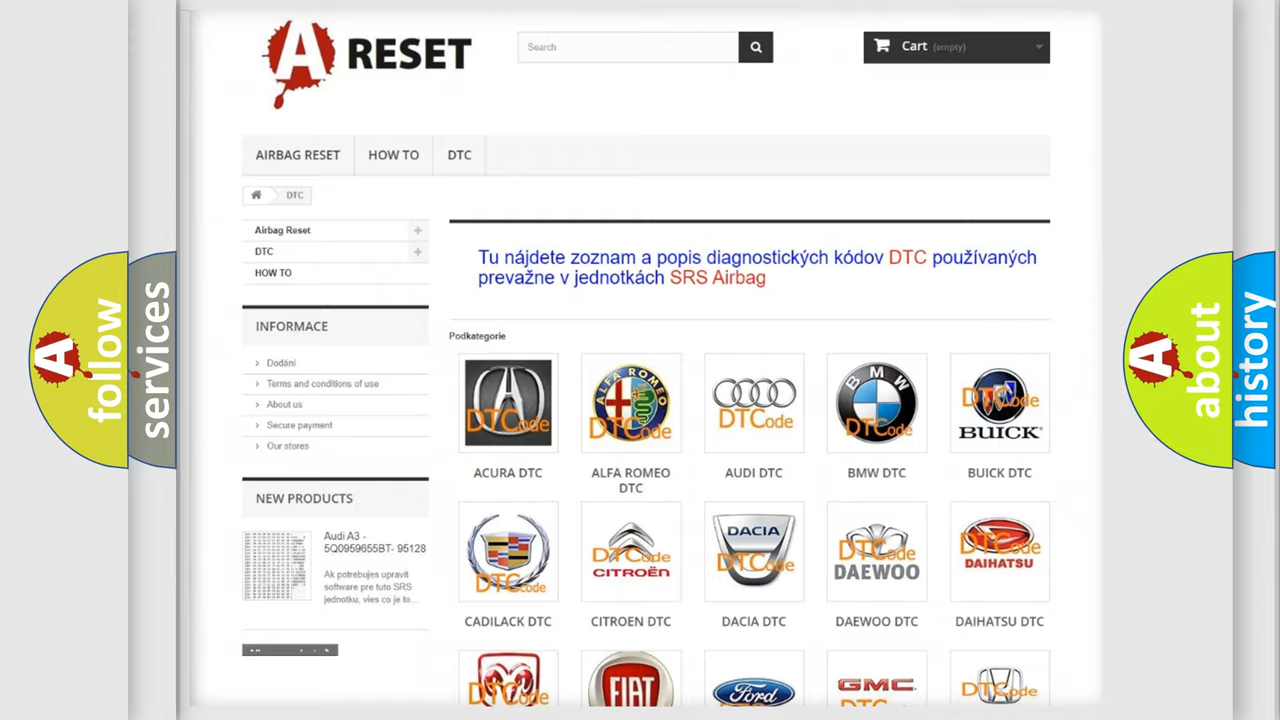 A RESET
Search
Cart (empty)
AIRBAG RESET
HOW TO
DTC
DTC
Airbag Reset
DTC
HOW TO
INFORMACE
Dodání
Terms and conditions of use
About us
Secure payment
Our stores
NEW PRODUCTS
Audi A3 -
5Q0959655BT- 95128
Ak potrebujes upravit
software pre tuto SRS
jednotku, vies co je to...
Tu nájdete zoznam a popis diagnostických kódov DTC používaných
prevažne v jednotkách SRS Airbag
Podkategorie
DTCode
ALFA ROMEO
DTCode
DTCode
BMW
DTCode
DTCode
BUICK
ACURA DTC
ALFA ROMEO
DTC
AUDI DTC
BMW DTC
BUICK DTC
DTCode
DTCode
CITROËN
DACIA
DTCode
DTCode
DAEWOO
DTCode
DAIHATSU
CADILACK DTC
CITROEN DTC
DACIA DTC
DAEWOO DTC
DAIHATSU DTC
DTCode
FIAT
Ford
GMC
DTCode
A follow
services
A about
history